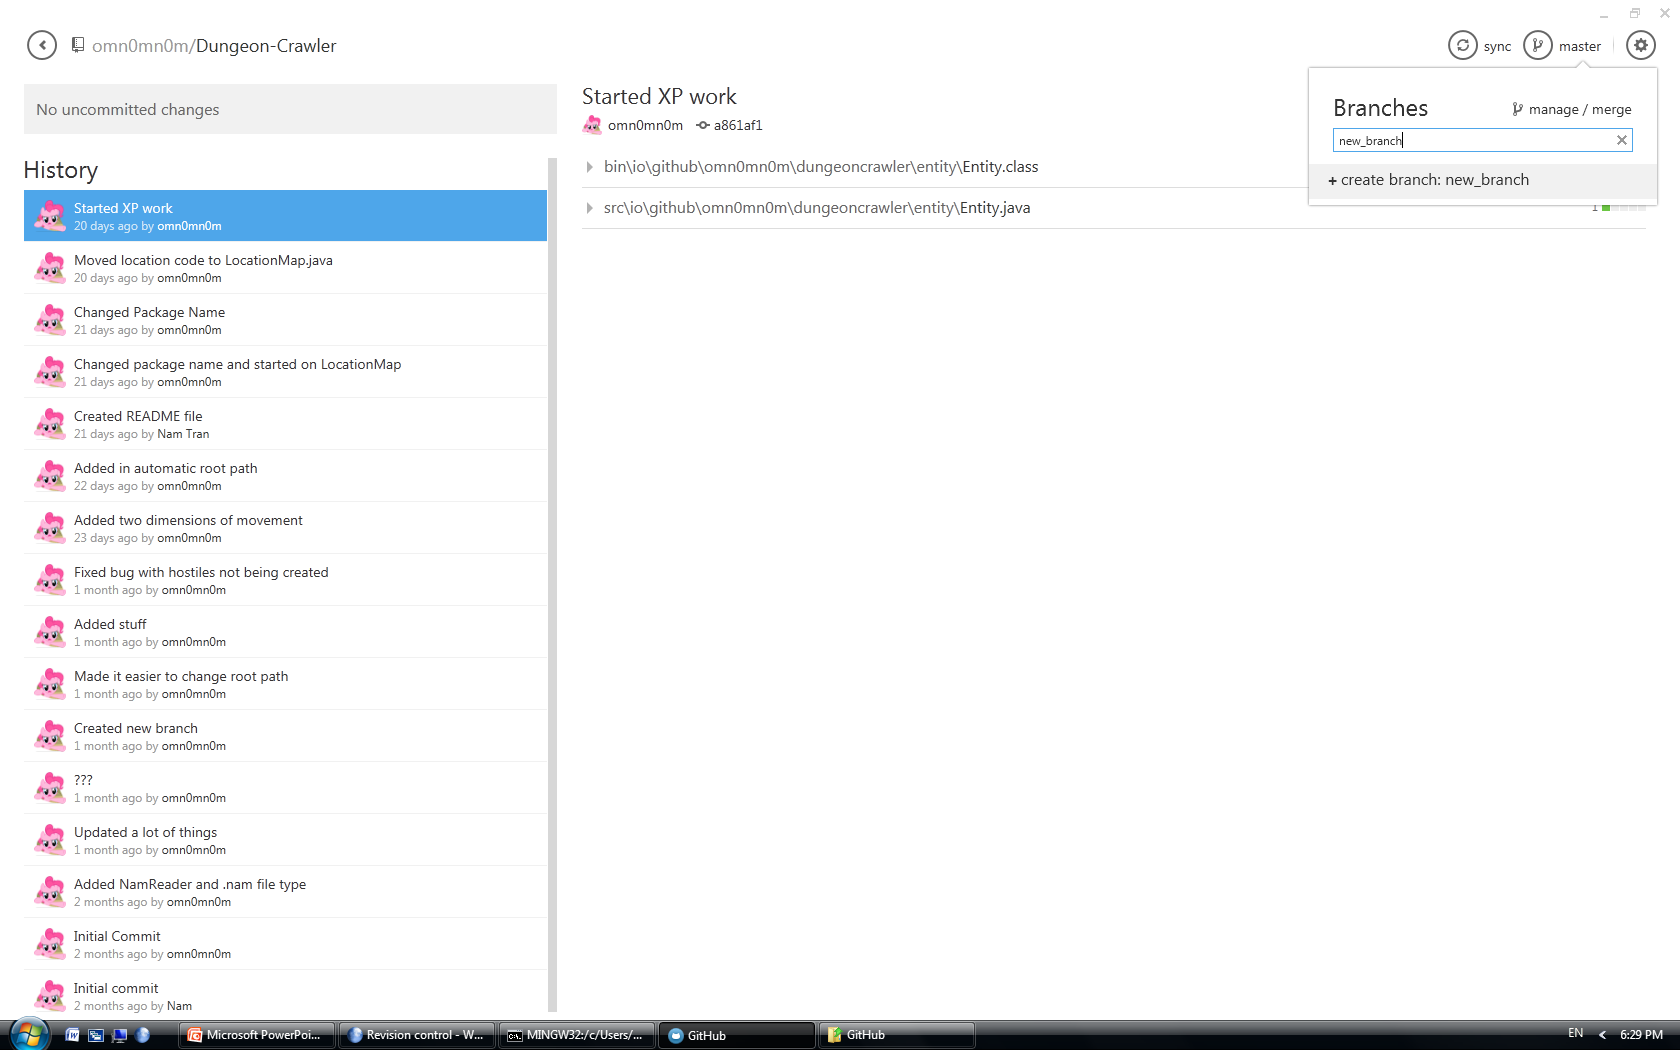 omn0mn0m/Dungeon-Crawler
sync
master
No uncommitted changes
History
Started XP work
20 days ago by omn0mn0m
Moved location code to LocationMap.java
20 days ago by omn0mn0m
Changed Package Name
21 days ago by omn0mn0m
Changed package name and started on LocationMap
21 days ago by omn0mn0m
Created README file
21 days ago by Nam Tran
Added in automatic root path
22 days ago by omn0mn0m
Added two dimensions of movement
23 days ago by omn0mn0m
Fixed bug with hostiles not being created
1 month ago by omn0mn0m
Added stuff
1 month ago by omn0mn0m
Made it easier to change root path
1 month ago by omn0mn0m
Created new branch
1 month ago by omn0mn0m
???
1 month ago by omn0mn0m
Updated a lot of things
1 month ago by omn0mn0m
Added NamReader and .nam file type
2 months ago by omn0mn0m
Initial Commit
2 months ago by omn0mn0m
Initial commit
2 months ago by Nam
Started XP work
omn0mn0m a861af1
bin\io\github\omn0mn0m\dungeoncrawler\entity\Entity.class
src\io\github\omn0mn0m\dungeoncrawler\entity\Entity.java
1
Branches
manage / merge
new_branch
+ create branch: new_branch
Microsoft PowerPoi...
Revision control - W...
MINGW32:/c/Users/...
GitHub
GitHub
EN
6:29 PM